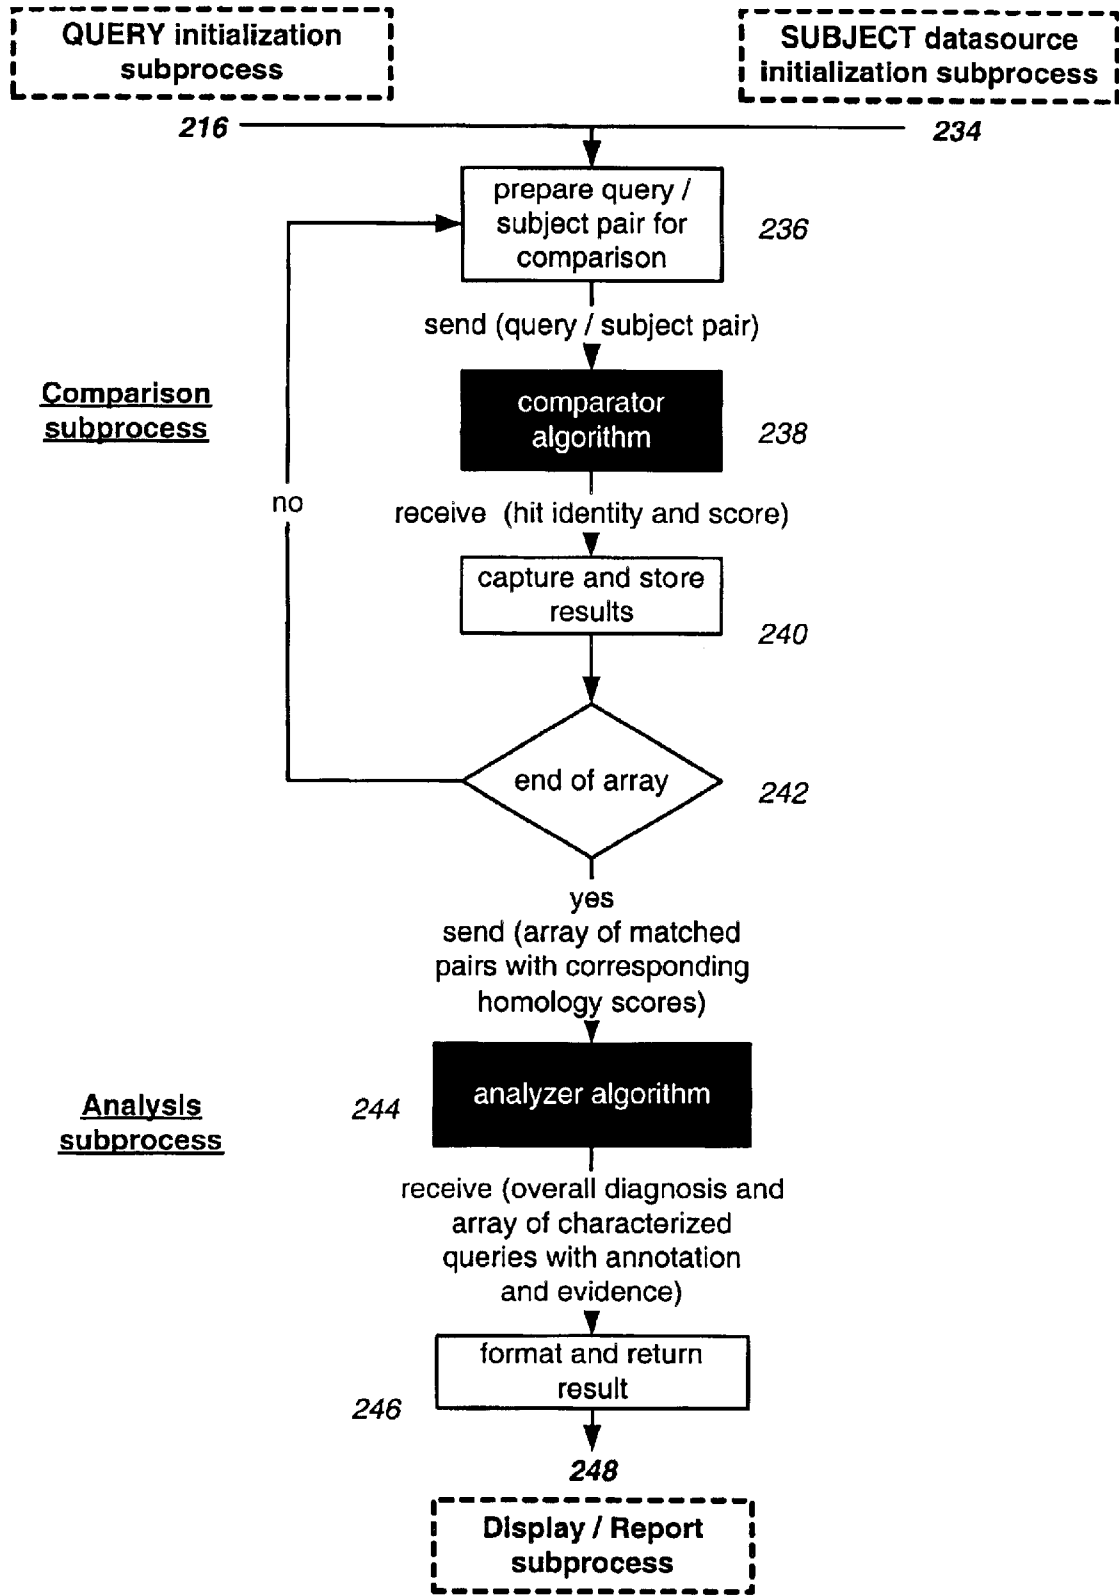 QUERY initialization
subprocess
SUBJECT datasource
initialization subprocess
216
234
prepare query /
subject pair for
comparison
236
send (query / subject pair)
Comparison
subprocess
comparator
algorithm
238
no
receive (hit identity and score)
capture and store
results
240
end of array
242
yes
send (array of matched
pairs with corresponding
homology scores)
Analysis
subprocess
244
analyzer algorithm
receive (overall diagnosis and
array of characterized
queries with annotation
and evidence)
format and return
result
246
248
Display / Report
subprocess